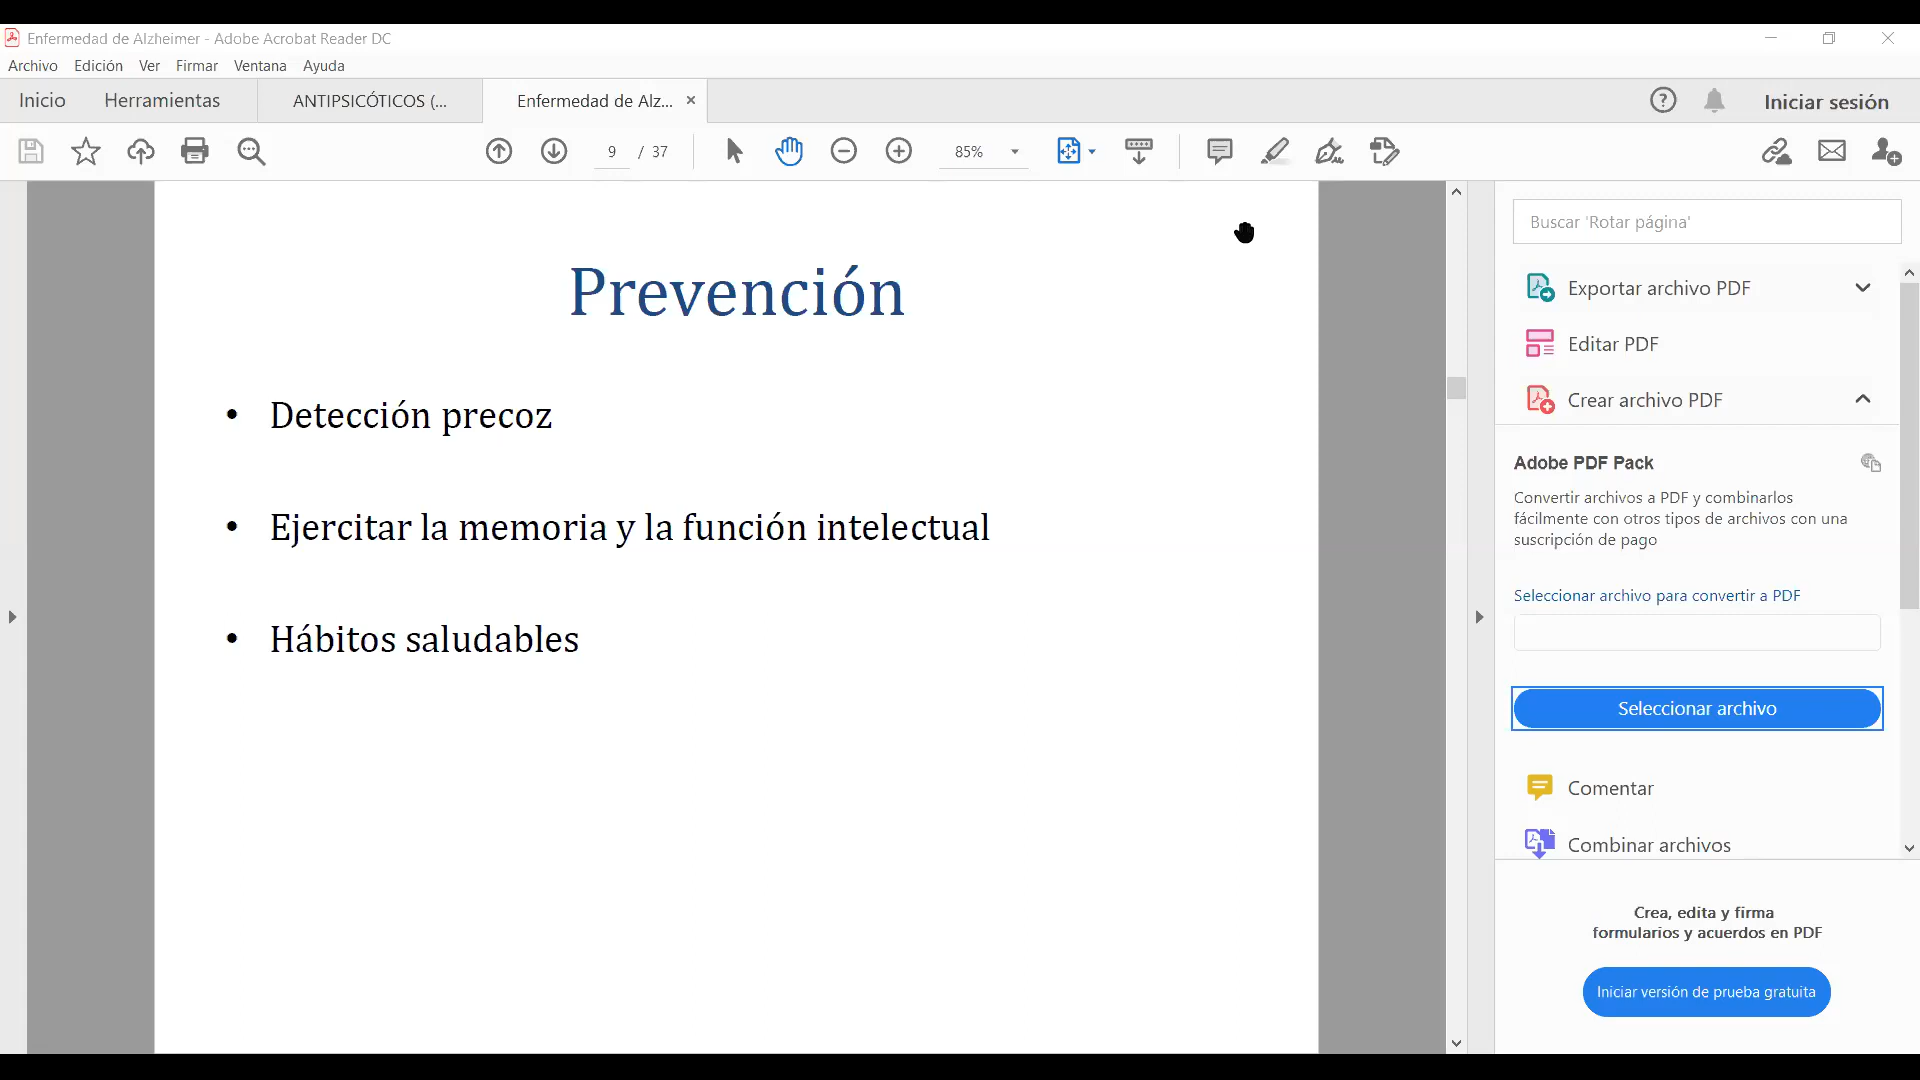 Enfermedad de Alzheimer - Adobe Acrobat Reader DC
Archivo Edición Ver Firmar Ventana Ayuda
Inicio Herramientas ANTIPSICÓTICOS (... Enfermedad de Alz... × Iniciar sesión
9 / 37 85%
Prevención
• Detección precoz
• Ejercitar la memoria y la función intelectual
• Hábitos saludables
Buscar 'Rotar página'
Exportar archivo PDF
Editar PDF
Crear archivo PDF
Adobe PDF Pack
Convertir archivos a PDF y combinarlos
fácilmente con otros tipos de archivos con una
suscripción de pago
Seleccionar archivo para convertir a PDF
Seleccionar archivo
Comentar
Combinar archivos
Crea, edita y firma
formularios y acuerdos en PDF
Iniciar versión de prueba gratuita